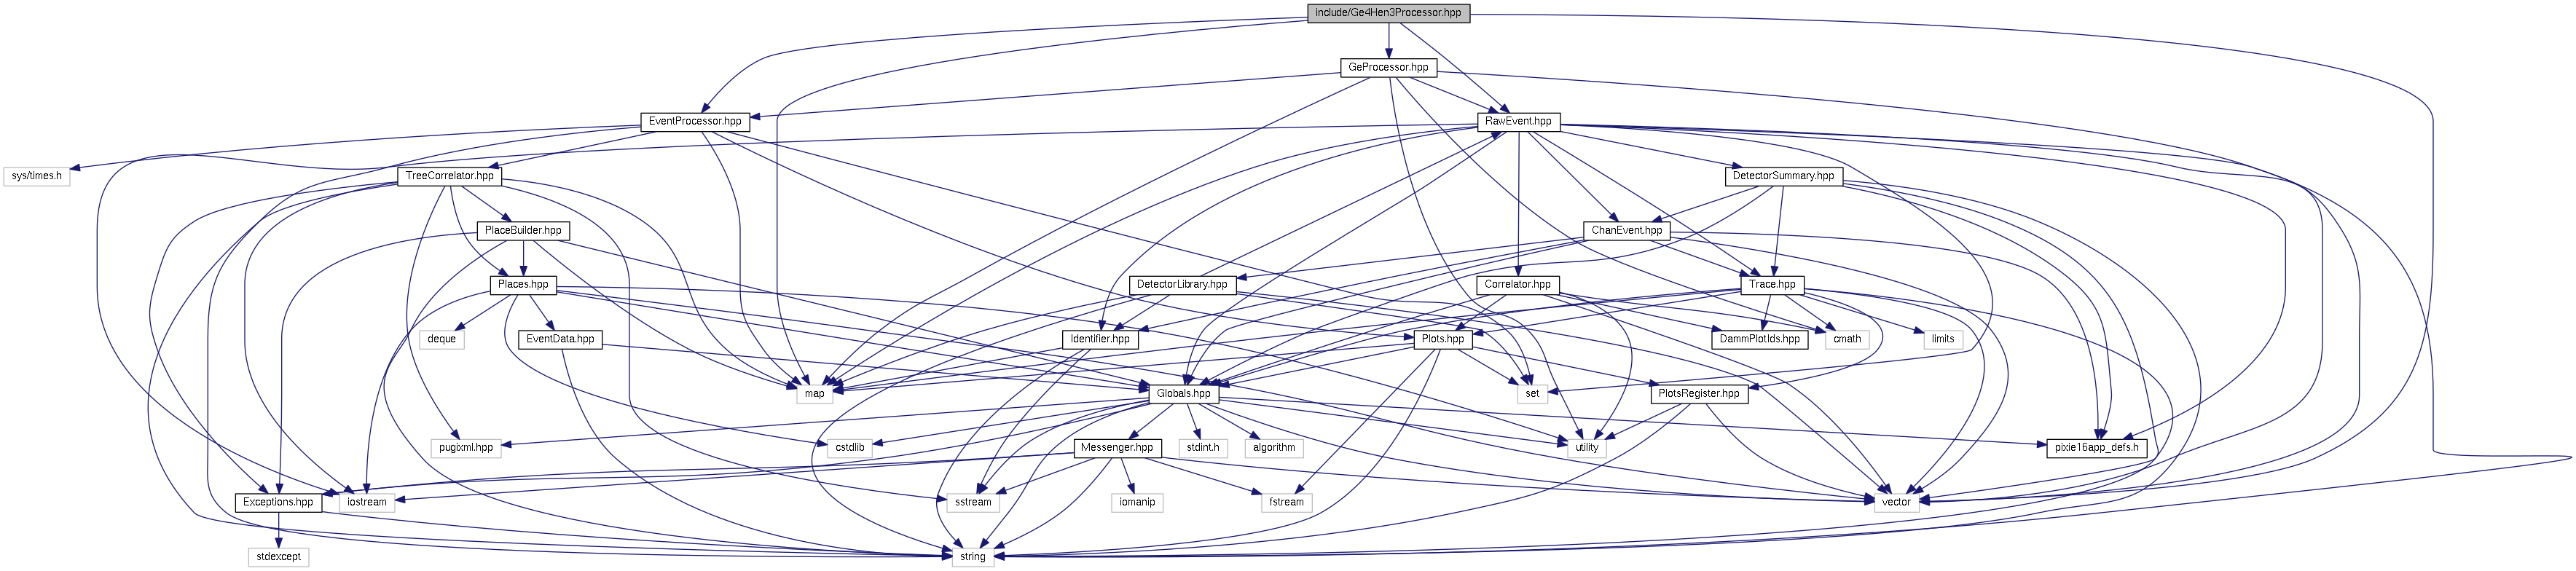 include/Ge4Hen3Processor.hpp
GeProcessor.hpp
EventProcessor.hpp
RawEvent.hpp
sys/times.h
TreeCorrelator.hpp
DetectorSummary.hpp
PlaceBuilder.hpp
ChanEvent.hpp
Places.hpp
DetectorLibrary.hpp
Correlator.hpp
Trace.hpp
deque
EventData.hpp
Identifier.hpp
Plots.hpp
DammPlotIds.hpp
cmath
limits
map
Globals.hpp
set
PlotsRegister.hpp
pugixml.hpp
cstdlib
Messenger.hpp
stdint.h
algorithm
utility
pixie16app_defs.h
Exceptions.hpp
iostream
sstream
iomanip
fstream
vector
stdexcept
string